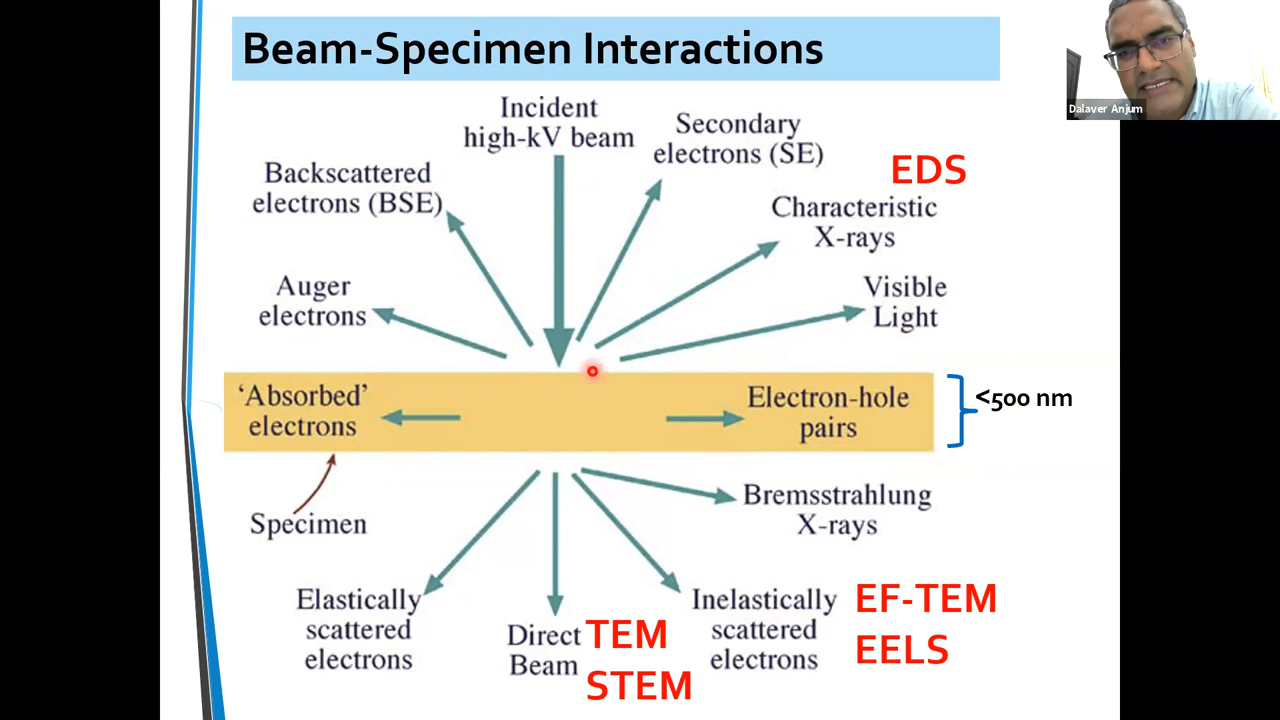 Beam-Specimen Interactions
Dalaver Anjum
Incident
high-kV beam
Secondary
electrons (SE)
EDS
Backscattered
electrons (BSE)
Characteristic
X-rays
Auger
electrons
Visible
Light
‘Absorbed’
electrons
Electron-hole
pairs
<500 nm
Specimen
Bremsstrahlung
X-rays
Elastically
scattered
electrons
Direct
Beam
TEM
STEM
Inelastically
scattered
electrons
EF-TEM
EELS